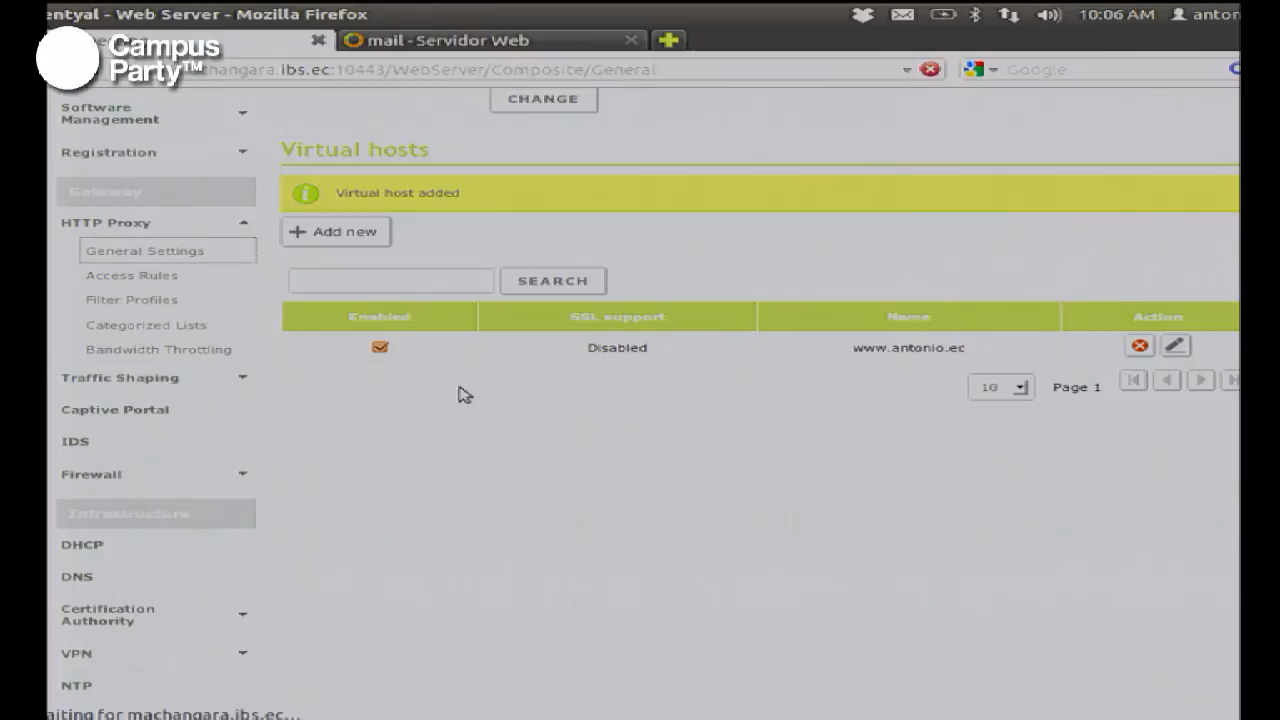 entyal - Web Server - Mozilla Firefox
10:06 AM
anton
Campus
Party™
mail - Servidor Web
machangara.ibs.ec:10443/WebServer/Composite/General
Google
Software
Management
CHANGE
Registration
Virtual hosts
Gateway
Virtual host added
HTTP Proxy
Add new
General Settings
Access Rules
SEARCH
Filter Profiles
Enabled
SSL support
Name
Action
Categorized Lists
Bandwidth Throttling
Disabled
www.antonio.ec
Traffic Shaping
10
Page 1
Captive Portal
IDS
Firewall
Infrastructure
DHCP
DNS
Certification
Authority
VPN
NTP
aiting for machangara.ibs.ec...